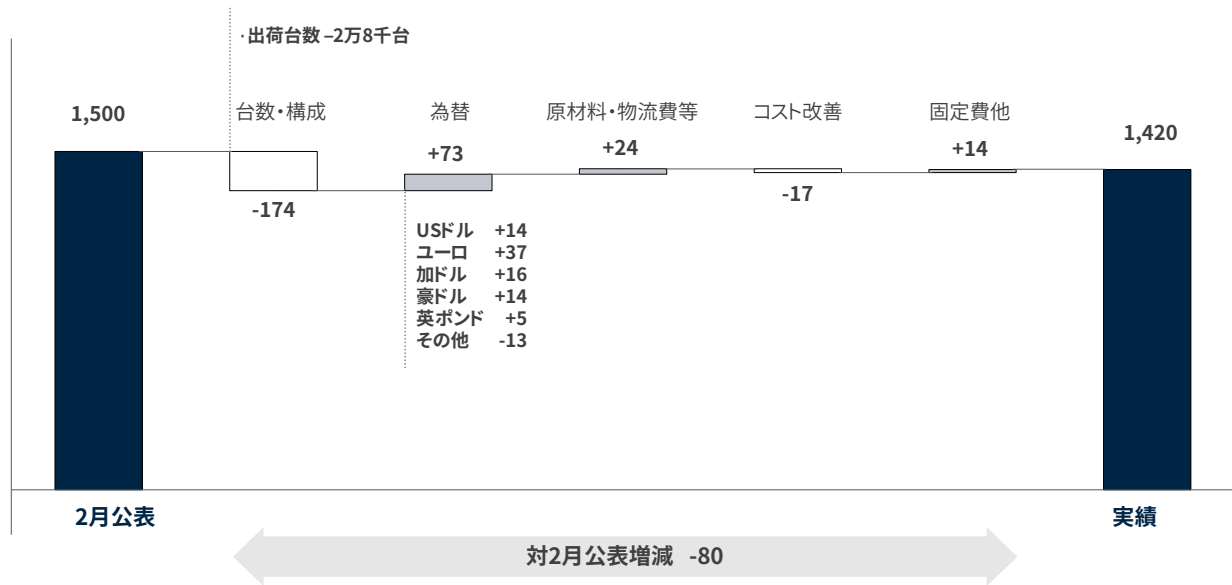 ・出荷台数 –2万8千台
1,500
台数・構成
為替
原材料・物流費等
コスト改善
固定費他
1,420
+73
+24
+14
-174
-17
USドル +14
ユーロ +37
加ドル +16
豪ドル +14
英ポンド +5
その他 -13
2月公表
実績
対2月公表増減 -80